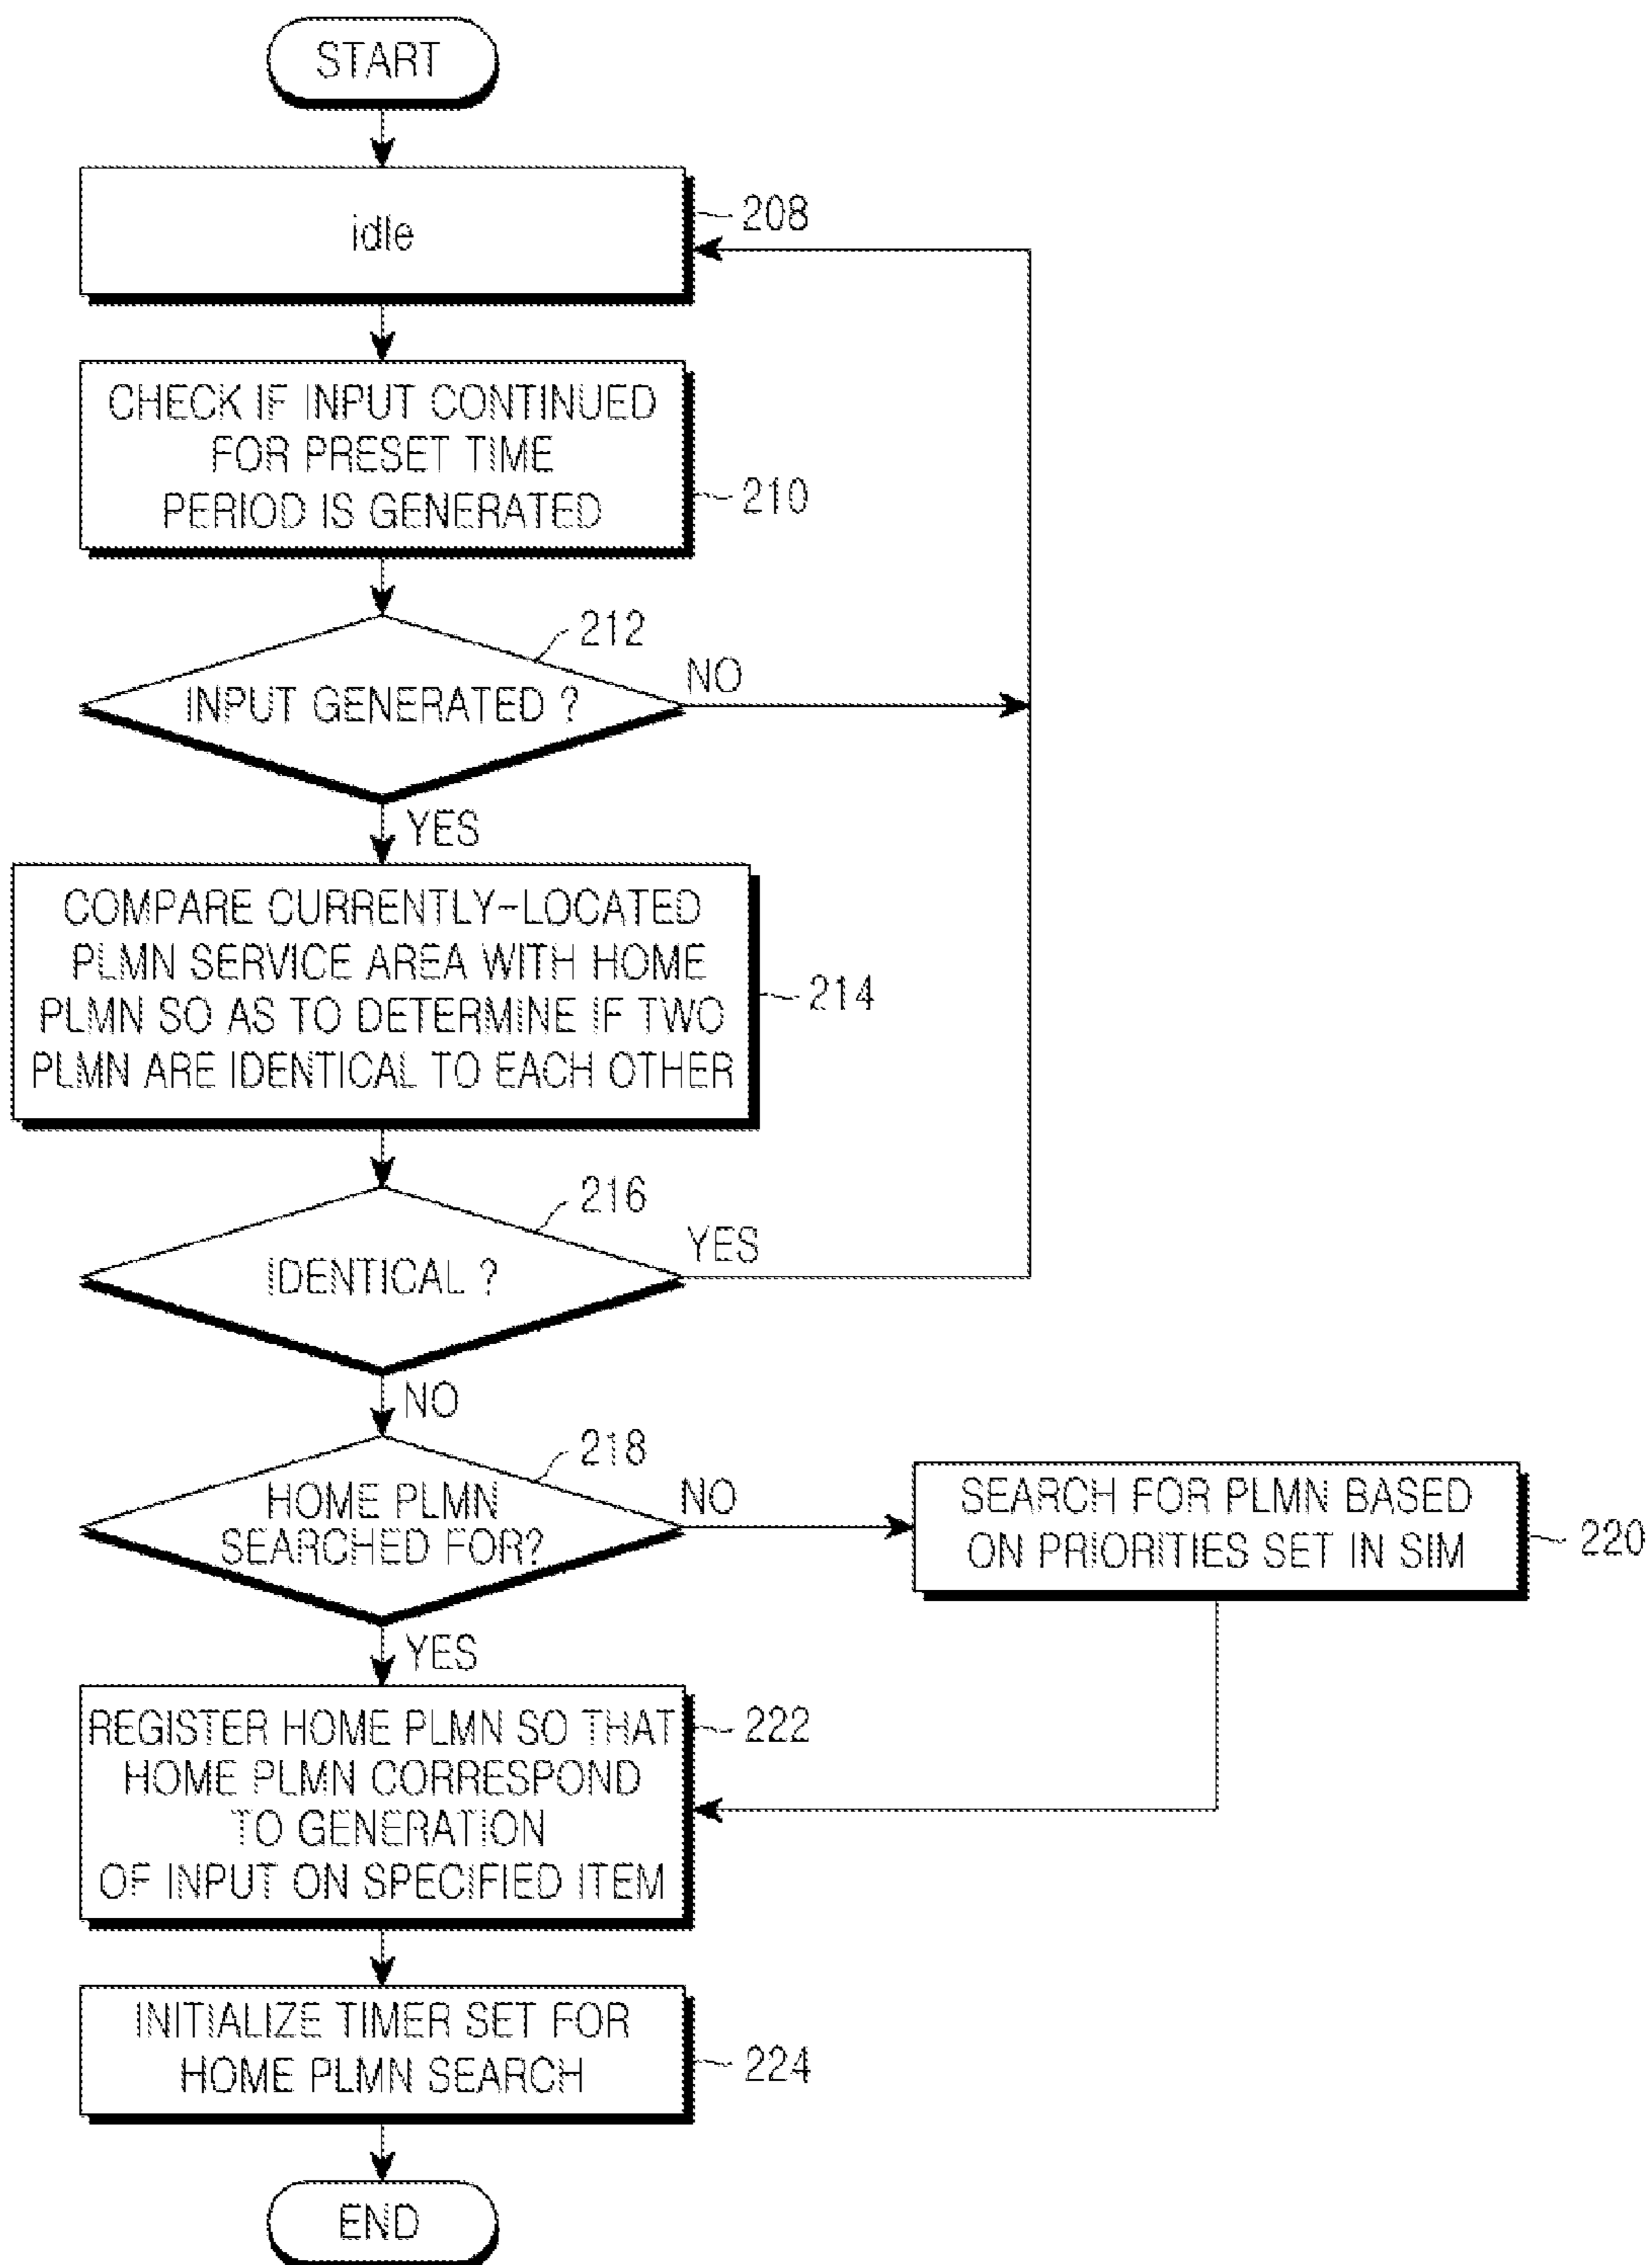 START
idle
208
CHECK IF INPUT CONTINUED
FOR PRESET TIME
PERIOD IS GENERATED
210
212
INPUT GENERATED ?
NO
YES
COMPARE CURRENTLY-LOCATED
PLMN SERVICE AREA WITH HOME
PLMN SO AS TO DETERMINE IF TWO
PLMN ARE IDENTICAL TO EACH OTHER
214
216
IDENTICAL ?
YES
NO
218
HOME PLMN
SEARCHED FOR?
NO
SEARCH FOR PLMN BASED
ON PRIORITIES SET IN SIM
220
YES
REGISTER HOME PLMN SO THAT
HOME PLMN CORRESPOND
TO GENERATION
OF INPUT ON SPECIFIED ITEM
222
INITIALIZE TIMER SET FOR
HOME PLMN SEARCH
224
END